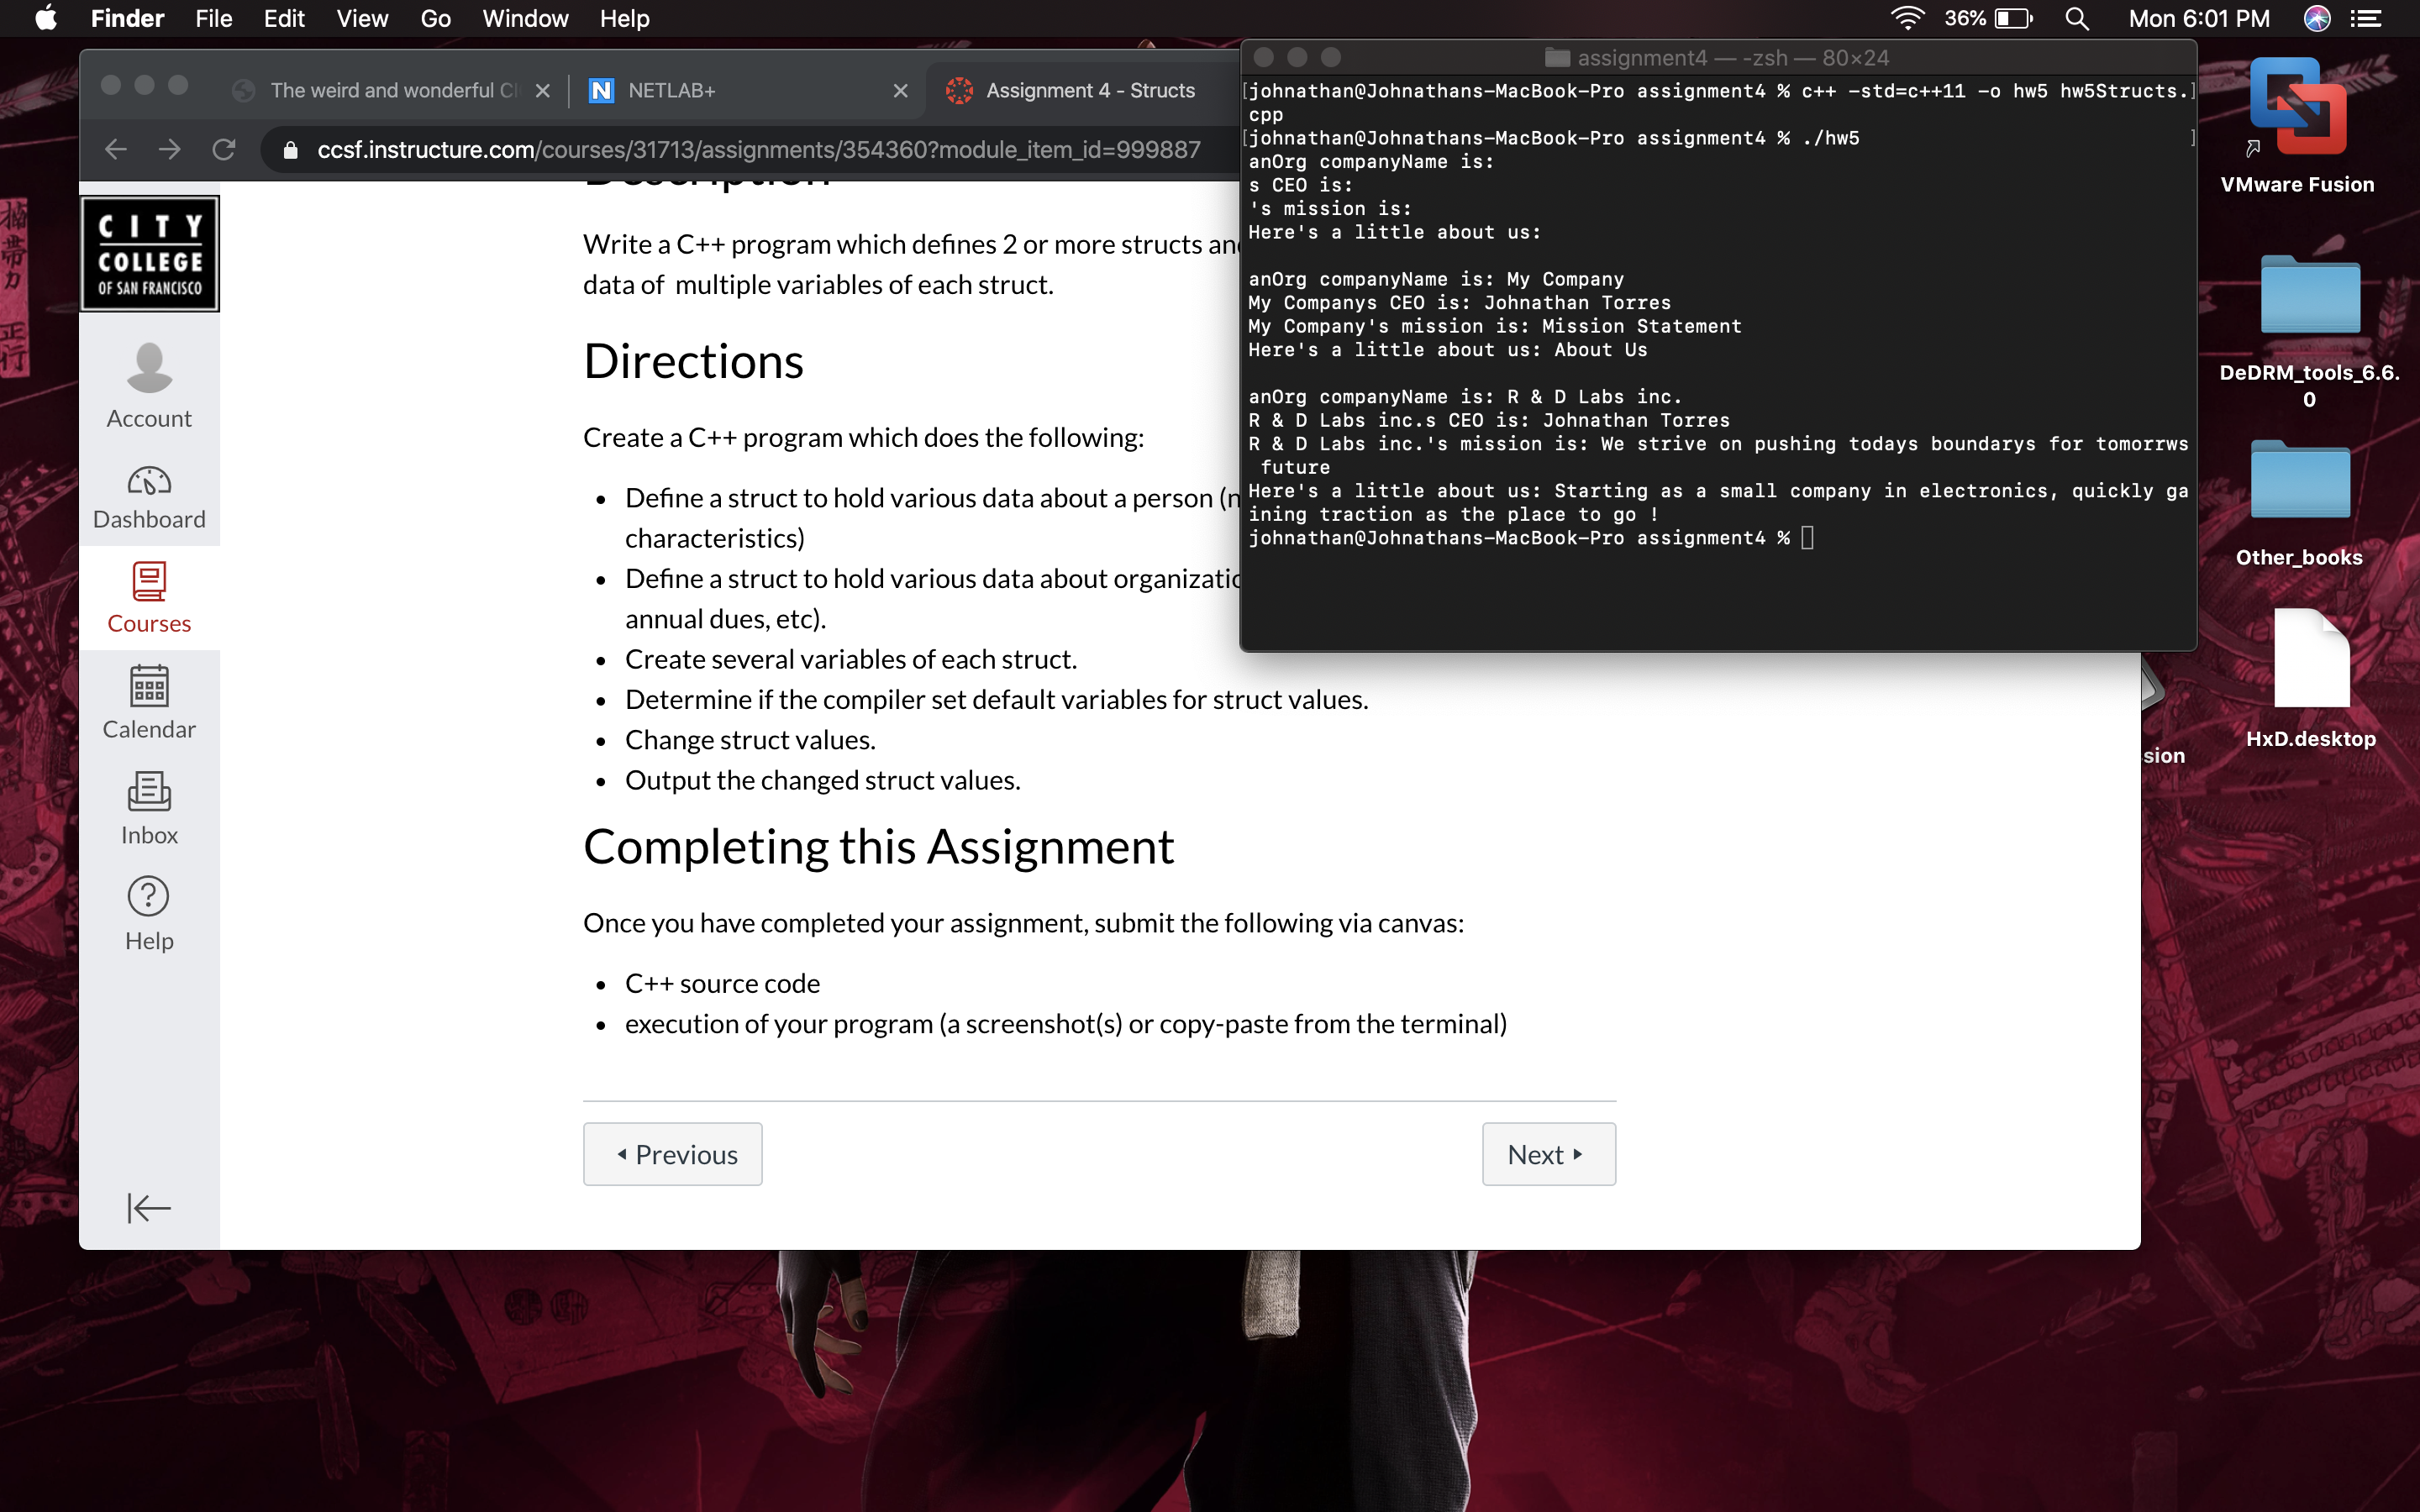 Finder File Edit View Go Window Help 36% Mon 6:01 PM
The weird and wonderful NETLAB+ Assignment 4 - Structs
ccsf.instructure.com/courses/31713/assignments/354360?module_item_id=999887
CITY
COLLEGE
OF SAN FRANCISCO
Account
Dashboard
Courses
Calendar
Inbox
Help
Description
Write a C++ program which defines 2 or more structs
data of multiple variables of each struct.
Directions
Create a C++ program which does the following:
• Define a struct to hold various data about a person
characteristics)
• Define a struct to hold various data about
annual dues, etc).
• Create several variables of each struct.
• Determine if the compiler set default variables for struct values.
• Change struct values.
• Output the changed struct values.
Completing this Assignment
Once you have completed your assignment, submit the following via canvas:
• C++ source code
• execution of your program (a screenshot(s) or copy-paste from the terminal)
Previous
Next
assignment4 — -zsh — 80×24
[johnathan@Johnathans-MacBook-Pro assignment4 % c++ -std=c++11 -o hw5 hw5Structs.]
cpp
[johnathan@Johnathans-MacBook-Pro assignment4 % ./hw5 ]
anOrg companyName is:
s CEO is:
's mission is:
Here's a little about us:
anOrg companyName is: My Company
My Companys CEO is: Johnathan Torres
My Company's mission is: Mission Statement
Here's a little about us: About Us
anOrg companyName is: R & D Labs inc.
R & D Labs inc.s CEO is: Johnathan Torres
R & D Labs inc.'s mission is: We strive on pushing todays boundarys for tomorrws
future
Here's a little about us: Starting as a small company in electronics, quickly ga
ining traction as the place to go !
johnathan@Johnathans-MacBook-Pro assignment4 %
VMware Fusion
DeDRM_tools_6.6.
0
Other_books
HxD.desktop
sion